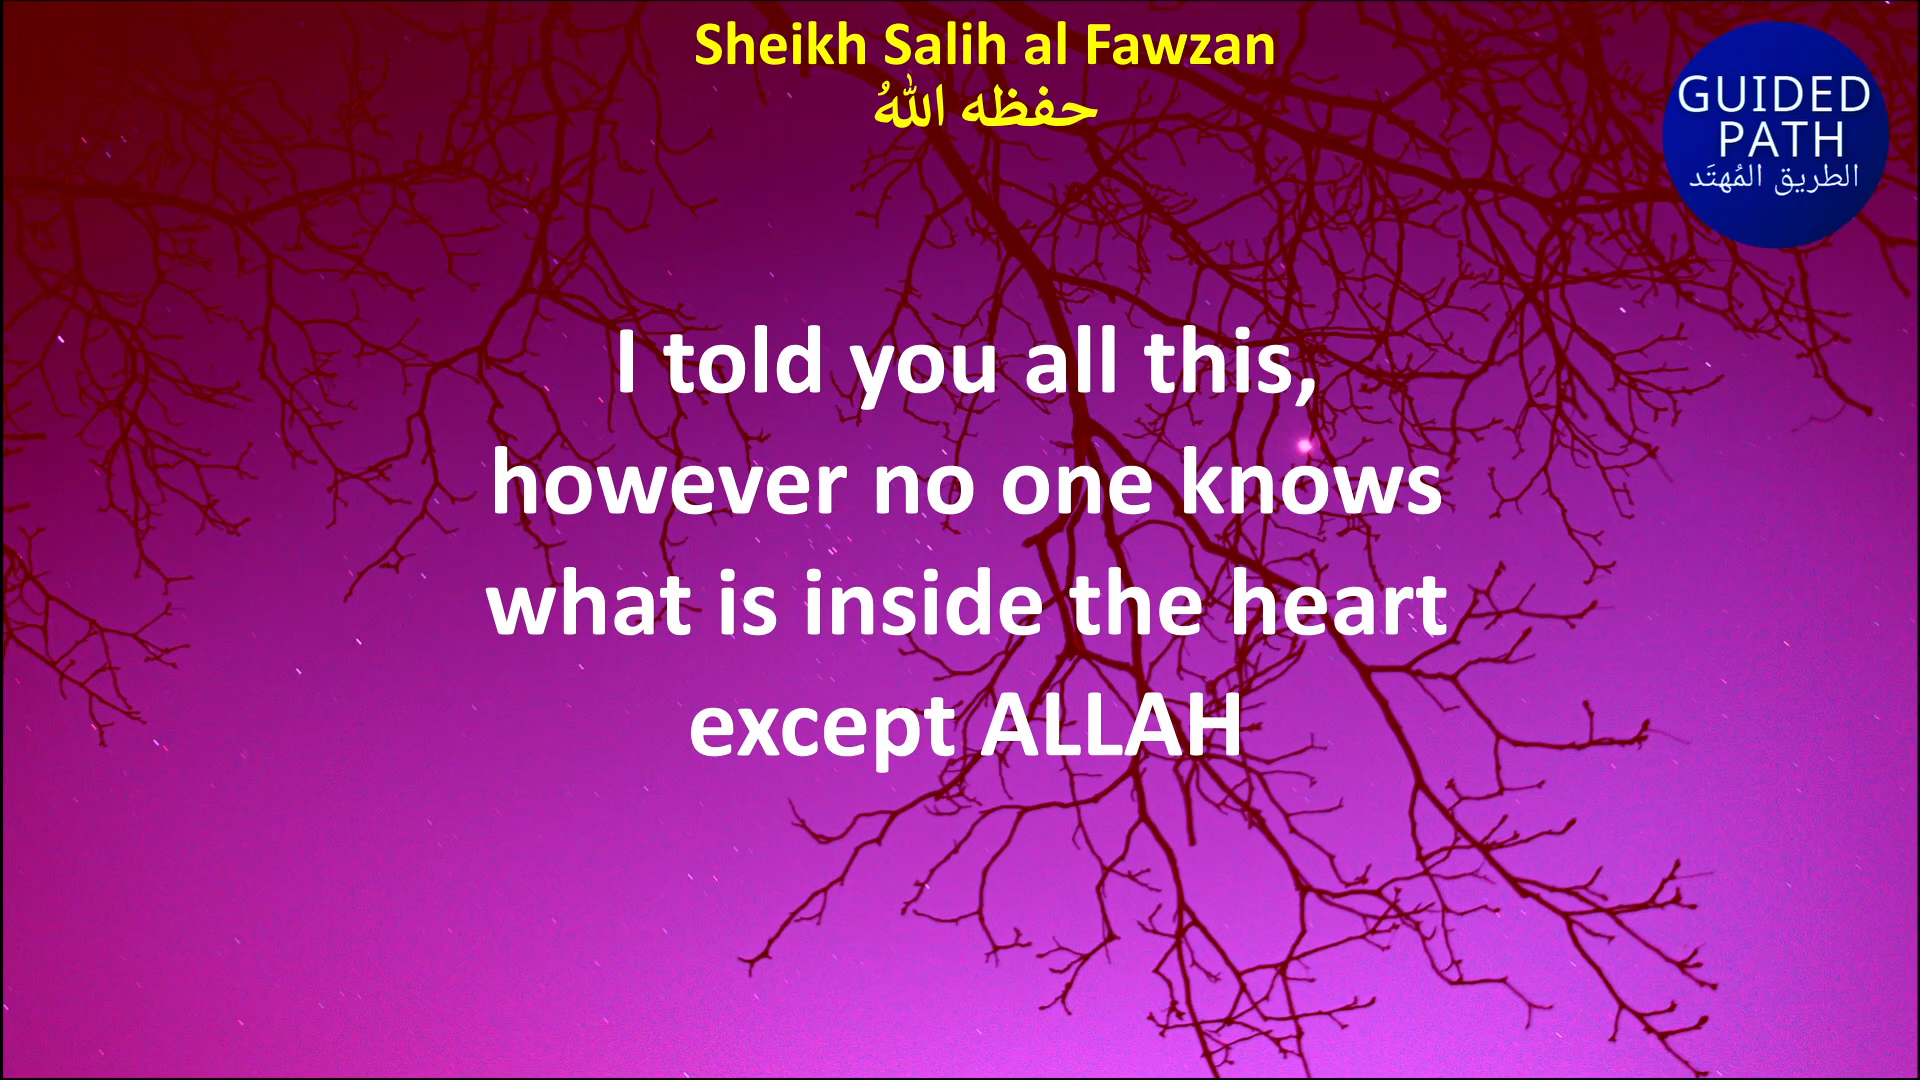 Sheikh Salih al Fawzan
حفظه اللهُ
GUIDED
PATH
الطريق المُهتَد
I told you all this,
however no one knows
what is inside the heart
except ALLAH